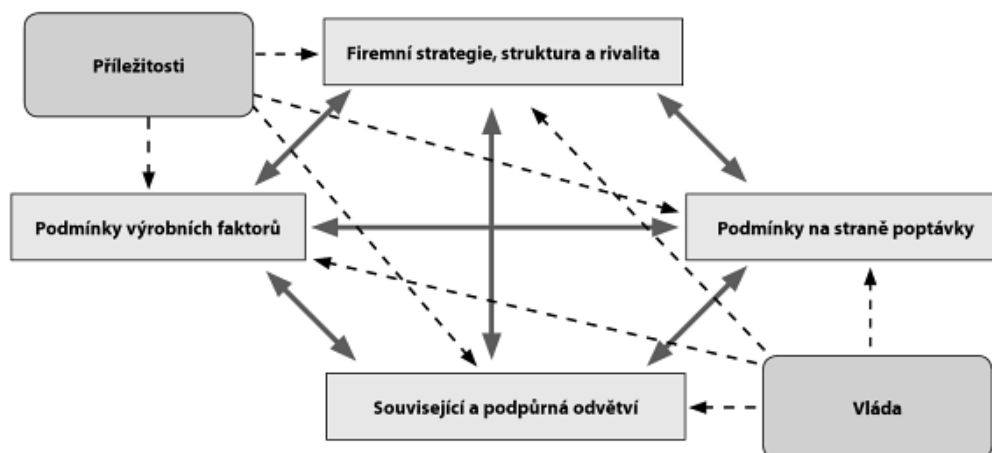 Příležitosti
Firemní strategie, struktura a rivalita
Podmínky výrobních faktorů
Podmínky na straně poptávky
Související a podpůrná odvětví
Vláda